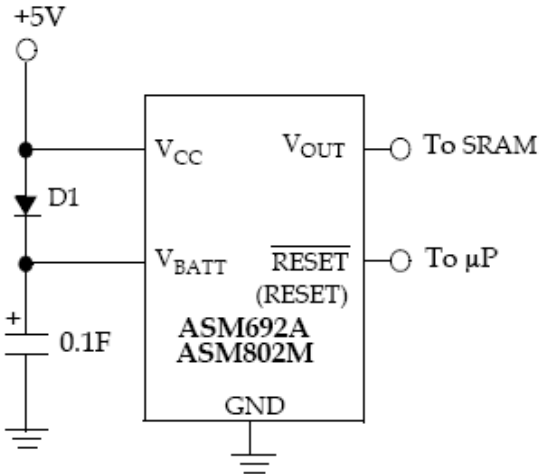 +5V
VCC
VOUT
To SRAM
D1
VBATT
RESET
To µP
(RESET)
+
0.1F
ASM692A
ASM802M
GND